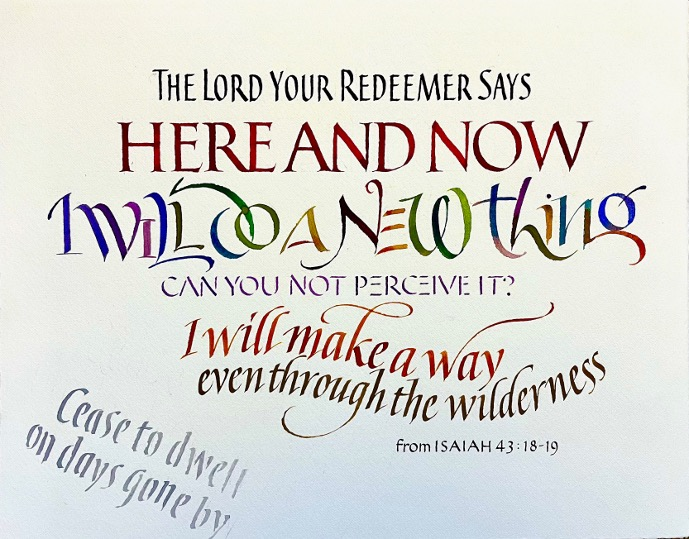 THE LORD YOUR REDEEMER SAYS
HERE AND NOW
I WILL DO A NEW thing
CAN YOU NOT PERCEIVE IT?
I will make a way
even through the wilderness
from ISAIAH 43:18-19
Cease to dwell
on days gone by